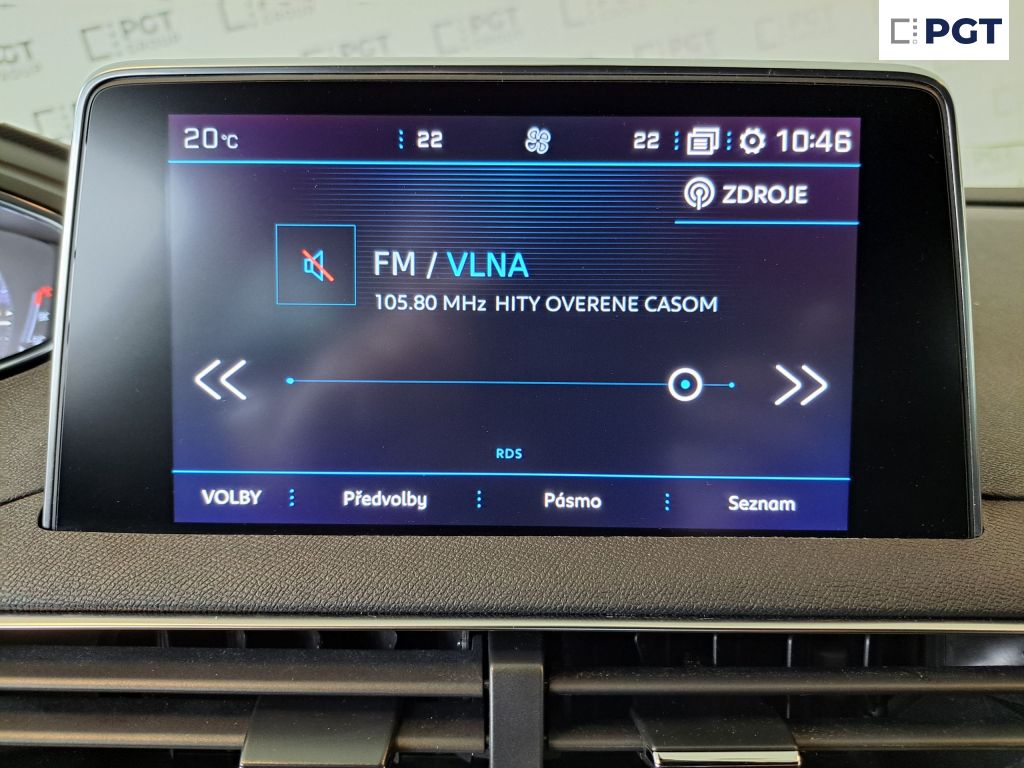 PGT
20°C 22 22 10:46
ZDROJE
FM / VLNA
105.80 MHz HITY OVERENE CASOM
RDS
VOLBY Předvolby Pásmo Seznam